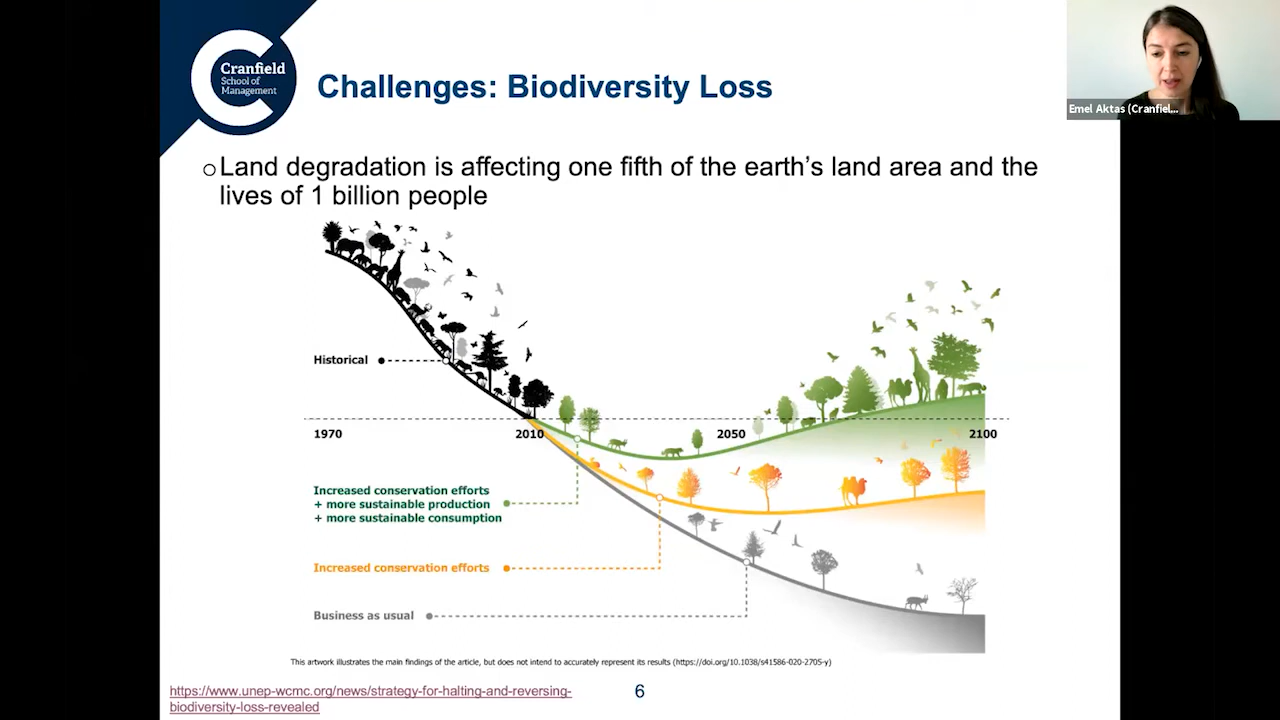 Cranfield
School of
Management
Challenges: Biodiversity Loss
Emel Aktas (Cranfiel...
oLand degradation is affecting one fifth of the earth's land area and the
lives of 1 billion people
Historical
1970
2010
2050
2100
Increased conservation efforts
+ more sustainable production
+ more sustainable consumption
Increased conservation efforts
Business as usual
This artwork illustrates the main findings of the article, but does not intend to accurately represent its results (https://doi.org/10.1038/s41586-020-2705-y)
https://www.unep-wcmc.org/news/strategy-for-halting-and-reversing-
biodiversity-loss-revealed
6